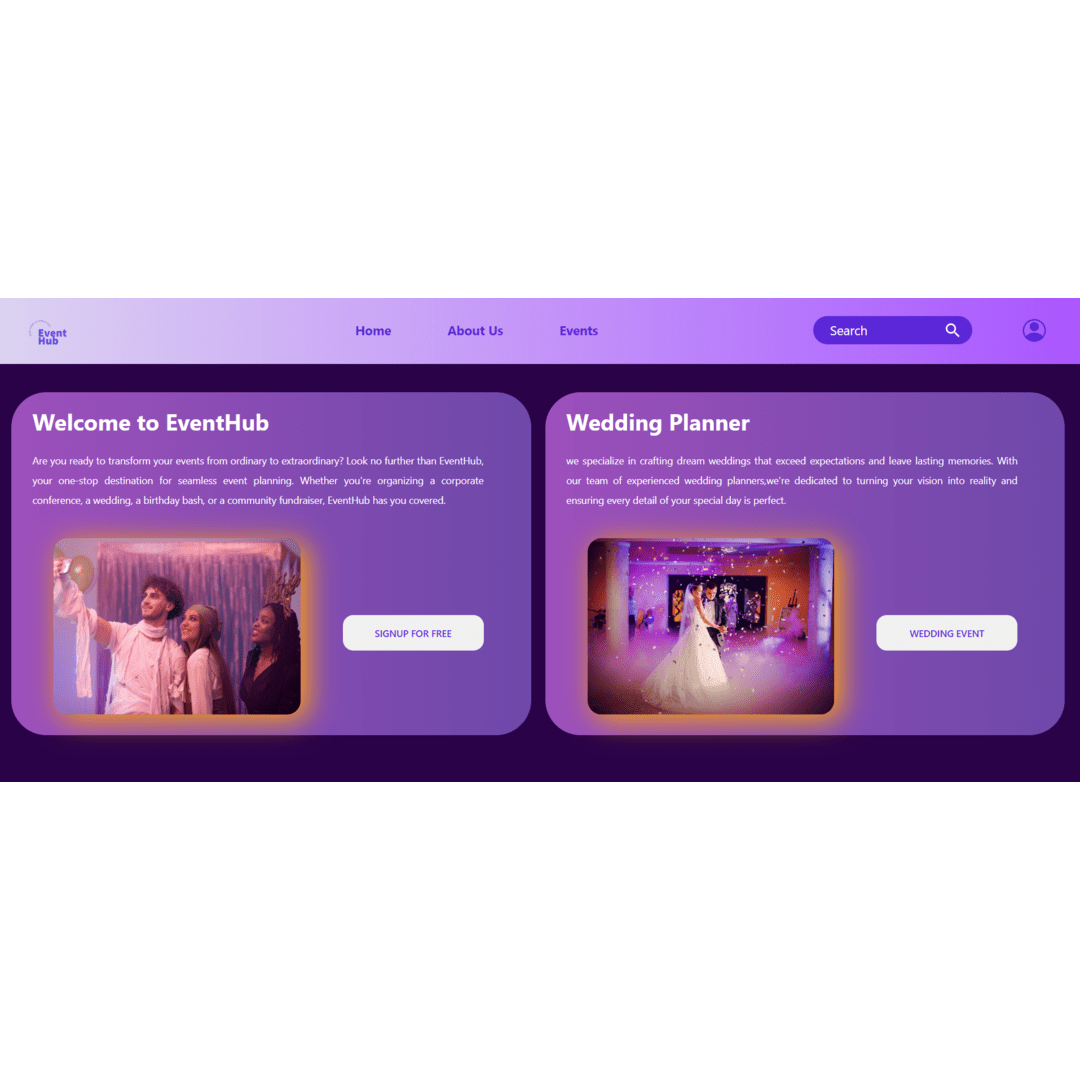 Event
Hub
Home
About Us
Events
Search
Welcome to EventHub
Are you ready to transform your events from ordinary to extraordinary? Look no further than EventHub,
your one-stop destination for seamless event planning. Whether you're organizing a corporate
conference, a wedding, a birthday bash, or a community fundraiser, EventHub has you covered.
SIGNUP FOR FREE
Wedding Planner
we specialize in crafting dream weddings that exceed expectations and leave lasting memories. With
our team of experienced wedding planners,we're dedicated to turning your vision into reality and
ensuring every detail of your special day is perfect.
WEDDING EVENT